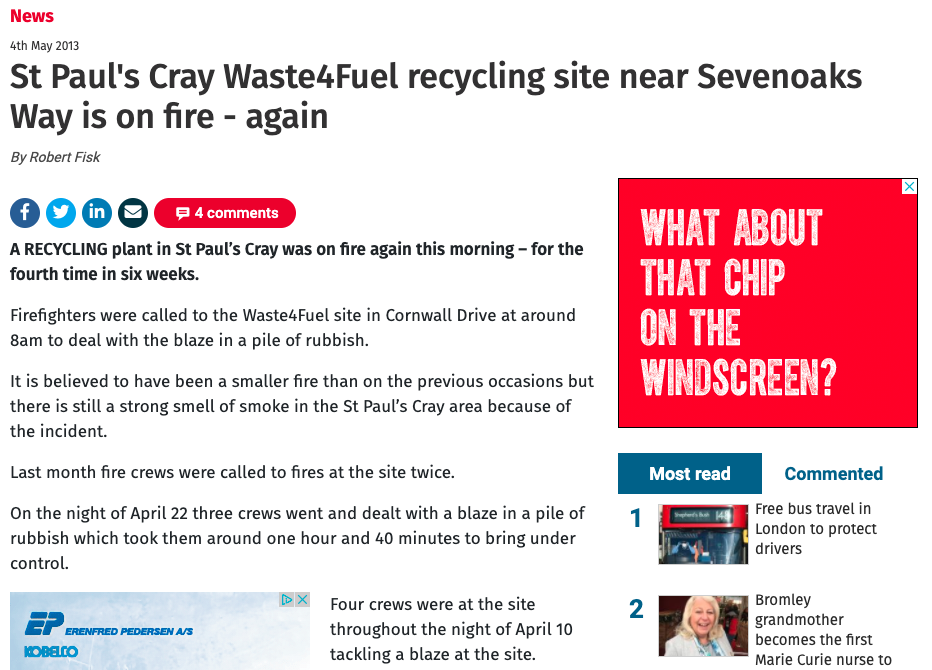 News
4th May 2013
St Paul's Cray Waste4Fuel recycling site near Sevenoaks
Way is on fire - again
By Robert Fisk
4 comments
A RECYCLING plant in St Paul’s Cray was on fire again this morning – for the
fourth time in six weeks.
Firefighters were called to the Waste4Fuel site in Cornwall Drive at around
8am to deal with the blaze in a pile of rubbish.
It is believed to have been a smaller fire than on the previous occasions but
there is still a strong smell of smoke in the St Paul’s Cray area because of
the incident.
Last month fire crews were called to fires at the site twice.
On the night of April 22 three crews went and dealt with a blaze in a pile of
rubbish which took them around one hour and 40 minutes to bring under
control.
EP ERENFRED PEDERSEN A/S
KOBELCO
Four crews were at the site
throughout the night of April 10
tackling a blaze at the site.
WHAT ABOUT
THAT CHIP
ON THE
WINDSCREEN?
Most read
Commented
1
Shepherd's Bush
Free bus travel in
London to protect
drivers
2
Bromley
grandmother
becomes the first
Marie Curie nurse to